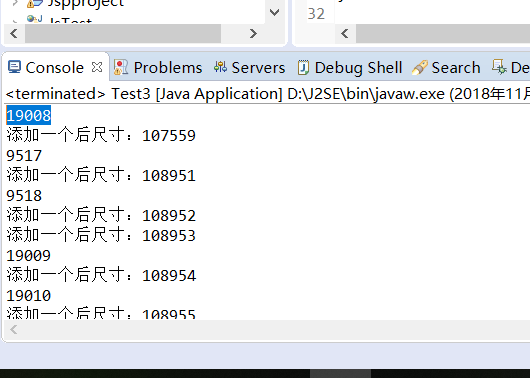 Jspproject
JsTest
32
Console Problems Servers Debug Shell Search De
<terminated> Test3 [Java Application] D:\J2SE\bin\javaw.exe (2018年11月
19008
添加一个后尺寸：107559
9517
添加一个后尺寸：108951
9518
添加一个后尺寸：108952
添加一个后尺寸：108953
19009
添加一个后尺寸：108954
19010
添加一个后尺寸：108955